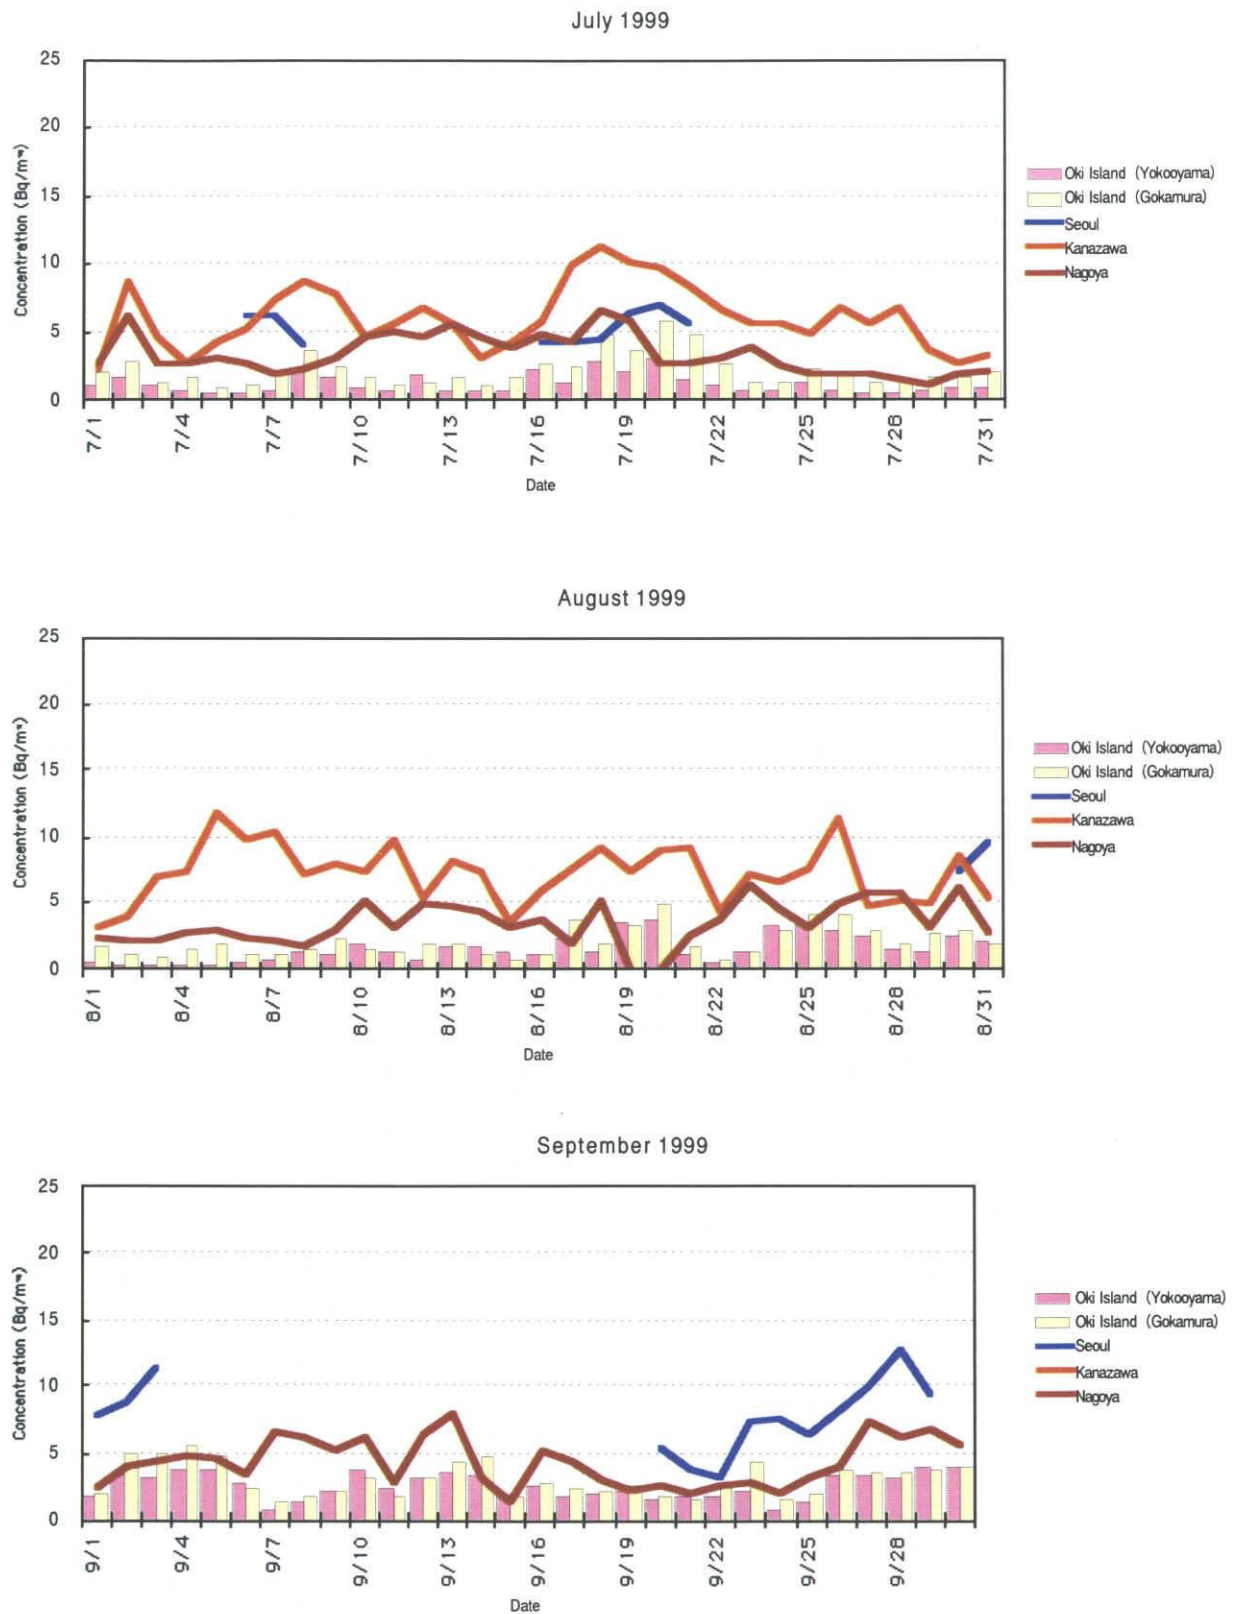 July 1999
25
20
15
10
5
0
Concentration (Bq/m
7/1
7/4
7/7
7/10
7/13
7/16
7/19
7/22
7/25
7/28
7/31
Date
Oki Island (Yokooyama)
Oki Island (Gokamura)
Seoul
Kanazawa
Nagoya
August 1999
25
20
15
10
5
0
Concentration (Bq/m
8/1
8/4
8/7
8/10
8/13
8/16
8/19
8/22
8/25
8/28
8/31
Date
Oki Island (Yokooyama)
Oki Island (Gokamura)
Seoul
Kanazawa
Nagoya
September 1999
25
20
15
10
5
0
Concentration (Bq/m
9/1
9/4
9/7
9/10
9/13
9/16
9/19
9/22
9/25
9/28
Date
Oki Island (Yokooyama)
Oki Island (Gokamura)
Seoul
Kanazawa
Nagoya